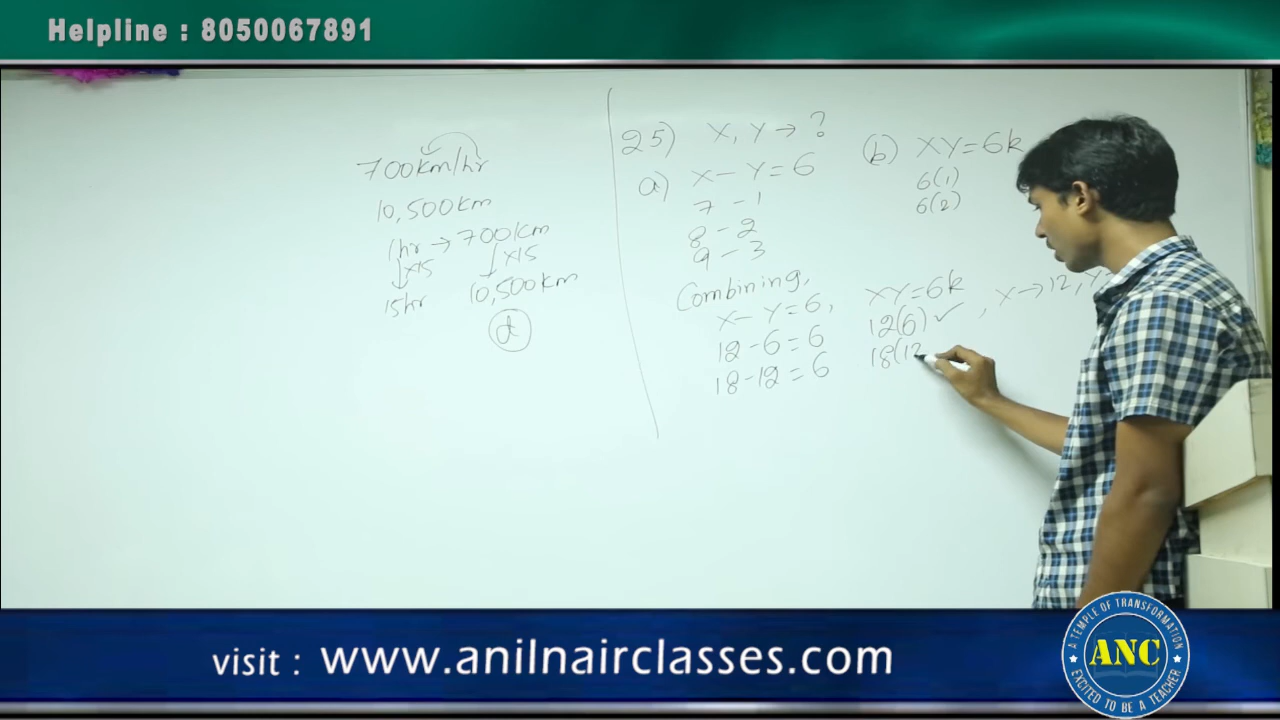 Helpline : 8050067891
700km/hr
10,500km
1hr → 700km
×15 ×15
15hr 10,500km
d
25) X, Y → ?
a) X - Y = 6
7 - 1
8 - 2
9 - 3
(b) XY = 6k
6(1)
6(2)
Combining,
X - Y = 6, XY = 6k
12 - 6 = 6 12(6) ✓ , X → 12, Y=
18 - 12 = 6 18(12
visit : www.anilnairclasses.com
A TEMPLE OF TRANSFORMATION
ANC
EXCITED TO BE A TEACHER